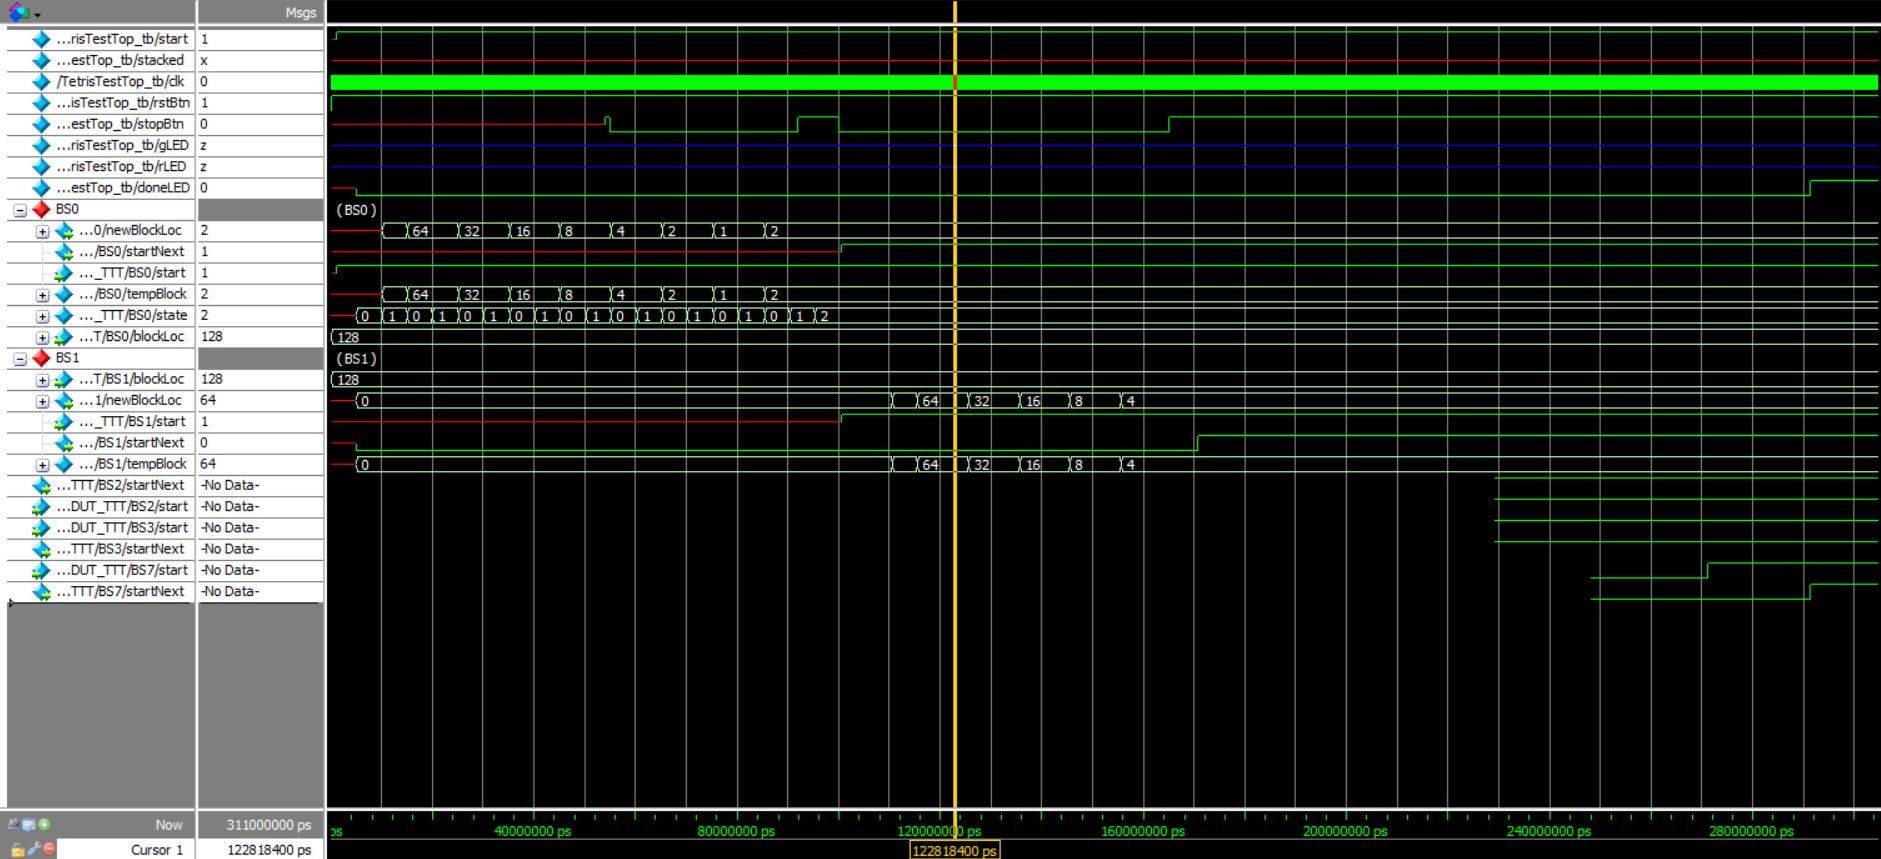 Msgs
...risTestTop_tb/start 1
...estTop_tb/stacked x
/TetrisTestTop_tb/clk 0
...isTestTop_tb/rstBtn 1
...estTop_tb/stopBtn 0
...risTestTop_tb/gLED z
...risTestTop_tb/rLED z
...estTop_tb/doneLED 0
BS0 (BS0)
...0/newBlockLoc 2 64 32 16 8 4 2 1 2
.../BS0/startNext 1
..._TTT/BS0/start 1
.../BS0/tempBlock 2 64 32 16 8 4 2 1 2
..._TTT/BS0/state 2 0 1 0 1 0 1 0 1 0 1 0 1 0 1 0 1 0 1 2
...T/BS0/blockLoc 128 128
BS1 (BS1)
...T/BS1/blockLoc 128 128
...1/newBlockLoc 64 0 64 32 16 8 4
..._TTT/BS1/start 1
.../BS1/startNext 0
.../BS1/tempBlock 64 0 64 32 16 8 4
...TTT/BS2/startNext -No Data-
...DUT_TTT/BS2/start -No Data-
...DUT_TTT/BS3/start -No Data-
...TTT/BS3/startNext -No Data-
...DUT_TTT/BS7/start -No Data-
...TTT/BS7/startNext -No Data-
Now 311000000 ps ps 40000000 ps 80000000 ps 120000000 ps 160000000 ps 200000000 ps 240000000 ps 280000000 ps
Cursor 1 122818400 ps 122818400 ps